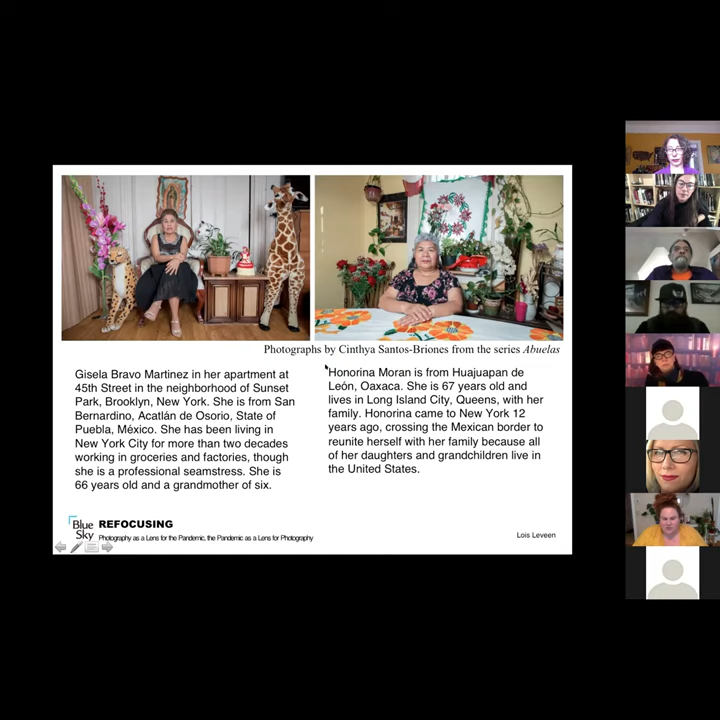 Photographs by Cinthya Santos-Briones from the series Abuelas
Gisela Bravo Martinez in her apartment at
45th Street in the neighborhood of Sunset
Park, Brooklyn, New York. She is from San
Bernardino, Acatlán de Osorio, State of
Puebla, México. She has been living in
New York City for more than two decades
working in groceries and factories, though
she is a professional seamstress. She is
66 years old and a grandmother of six.
Honorina Moran is from Huajuapan de
León, Oaxaca. She is 67 years old and
lives in Long Island City, Queens, with her
family. Honorina came to New York 12
years ago, crossing the Mexican border to
reunite herself with her family because all
of her daughters and grandchildren live in
the United States.
Blue
Sky
REFOCUSING
Photography as a Lens for the Pandemic, the Pandemic as a Lens for Photography
Lois Leveen